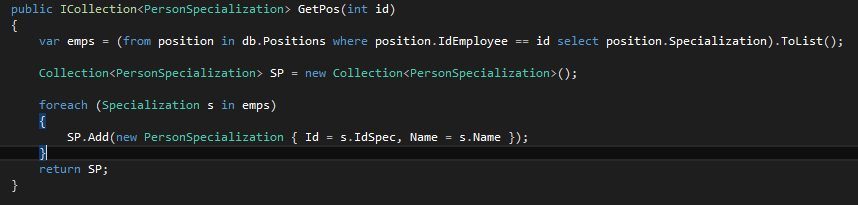 public ICollection<PersonSpecialization> GetPos(int id)
{
var emps = (from position in db.Positions where position.IdEmployee == id select position.Specialization).ToList();
Collection<PersonSpecialization> SP = new Collection<PersonSpecialization>();
foreach (Specialization s in emps)
{
SP.Add(new PersonSpecialization { Id = s.IdSpec, Name = s.Name });
}
return SP;
}